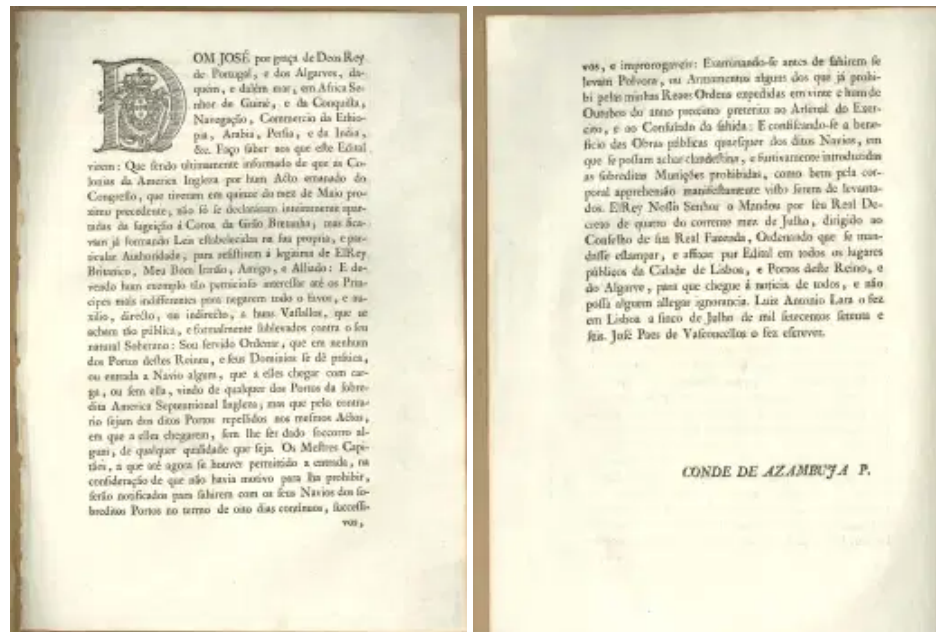 DOM JOSÉ por graça de Deos Rey
de Portugal, e dos Algarves, da-
quém, e dalém mar, em Africa Se-
nhor de Guiné, e da Conquista,
Navegação, Commercio da Ethio-
pia, Arabia, Persia, e da India,
&c. Faço saber aos que este Edital
virem: Que sendo ultimamente informado de que as Co-
lonias da America Ingleza por hum Acto emanado do
Congresso, que tiveram em quinze do mez de Maio pro-
ximo precedente, não só se declaráram inteiramente apar-
tadas da sugeição á Coroa da Grão Bretanha, mas fica-
vam já formando Leis estabelecidas na sua propria, e par-
ticular Authoridade, para resistirem á legitima de ElRey
Britanico, Meu Bom Irmão, Amigo, e Alliado: E de-
vendo hum exemplo tão pernicioso interessar até os Prin-
cipes mais indifferentes para negarem todo o favor, e au-
xilio, directo, ou indirecto, a huns Vassallos, que se
achem tão pública, e formalmente sublevados contra o seu
natural Soberano: Sou servido Ordenar, que em nenhum
dos Portos destes Reinos, e seus Dominios se dê prática,
ou entrada a Navio algum, que a elles chegar com car-
ga, ou sem ella, vindo de qualquer dos Portos da sobre-
dita America Septentrional Ingleza; mas que pelo contra-
rio sejam dos ditos Portos repellidos nos mesmos Actos,
em que a elles chegarem, sem lhe ser dado soccorro al-
gum, de qualquer qualidade que seja. Os Mestres Capi-
tães, a que até agora se houver permittido a entrada, na
consideração de que não havia motivo para lha prohibir,
serão notificados para sahirem com os seus Navios dos so-
breditos Portos no termo de oito dias continuos, successi-
vos,
vos, e improrogaveis: Examinando-se antes de sahirem se
levam Polvora, ou Armamentos alguns dos que já prohi-
bi pelas minhas Reaes Ordens expedidas em vinte e hum de
Outubro do anno proximo preterito ao Arsenal do Exer-
cito, e ao Consulado da sahida: E confiscando-se a bene-
ficio das Obras públicas quaesquer dos ditos Navios, em
que se possam achar clandestina, e furtivamente introduzidas
as sobreditas Munições prohibidas, como bem pela cor-
poral apprehensão manifestamente visto serem de levanta-
dos. ElRey Nosso Senhor o Mandou por seu Real De-
creto de quatro do corrente mez de Julho, dirigido ao
Conselho de sua Real Fazenda, Ordenando que se man-
dasse estampar, e affixar por Edital em todos os lugares
públicos da Cidade de Lisboa, e Portos deste Reino, e
do Algarve, para que chegue á noticia de todos, e não
possa alguem allegar ignorancia. Luiz Antonio Lara o fez
em Lisboa a sinco de Julho de mil setecentos setenta e
seis. José Paes de Vasconcellos o fez escrever.
CONDE DE AZAMBUJA P.